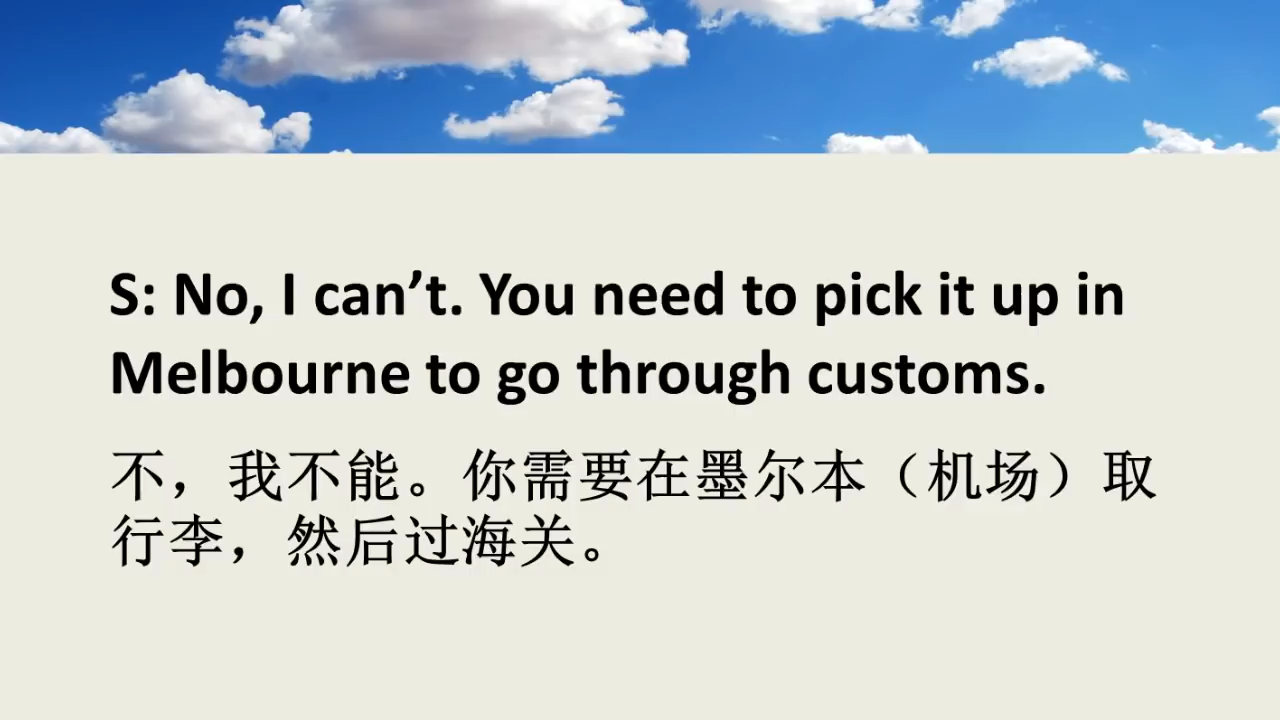 S: No, I can’t. You need to pick it up in
Melbourne to go through customs.
不，我不能。你需要在墨尔本（机场）取
行李，然后过海关。